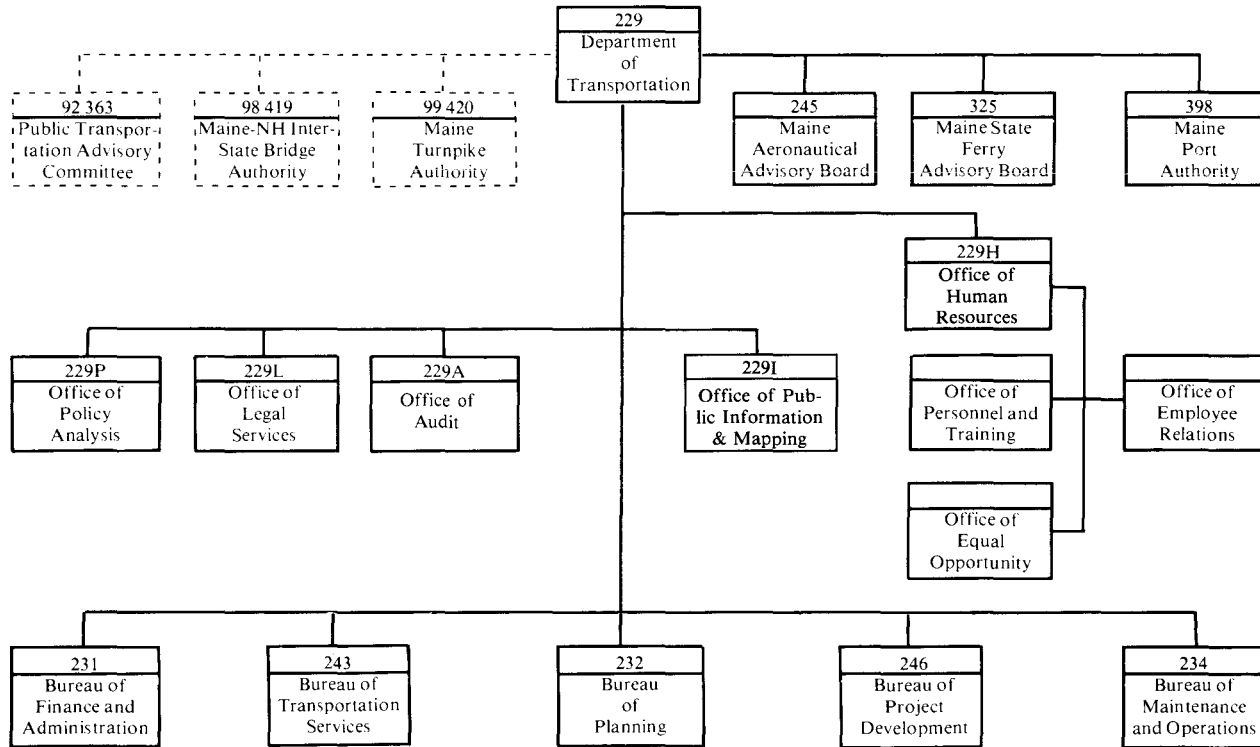 229
Department
of
Transportation
92 363
Public Transpor-
tation Advisory
Committee
98 419
Maine-NH Inter-
State Bridge
Authority
99 420
Maine
Turnpike
Authority
245
Maine
Aeronautical
Advisory Board
325
Maine State
Ferry
Advisory Board
398
Maine
Port
Authority
229H
Office of
Human
Resources
229P
Office of
Policy
Analysis
229L
Office of
Legal
Services
229A
Office of
Audit
229I
Office of Pub-
lic Information
& Mapping
Office of
Personnel and
Training
Office of
Employee
Relations
Office of
Equal
Opportunity
231
Bureau of
Finance and
Administration
243
Bureau of
Transportation
Services
232
Bureau
of
Planning
246
Bureau of
Project
Development
234
Bureau of
Maintenance
and Operations